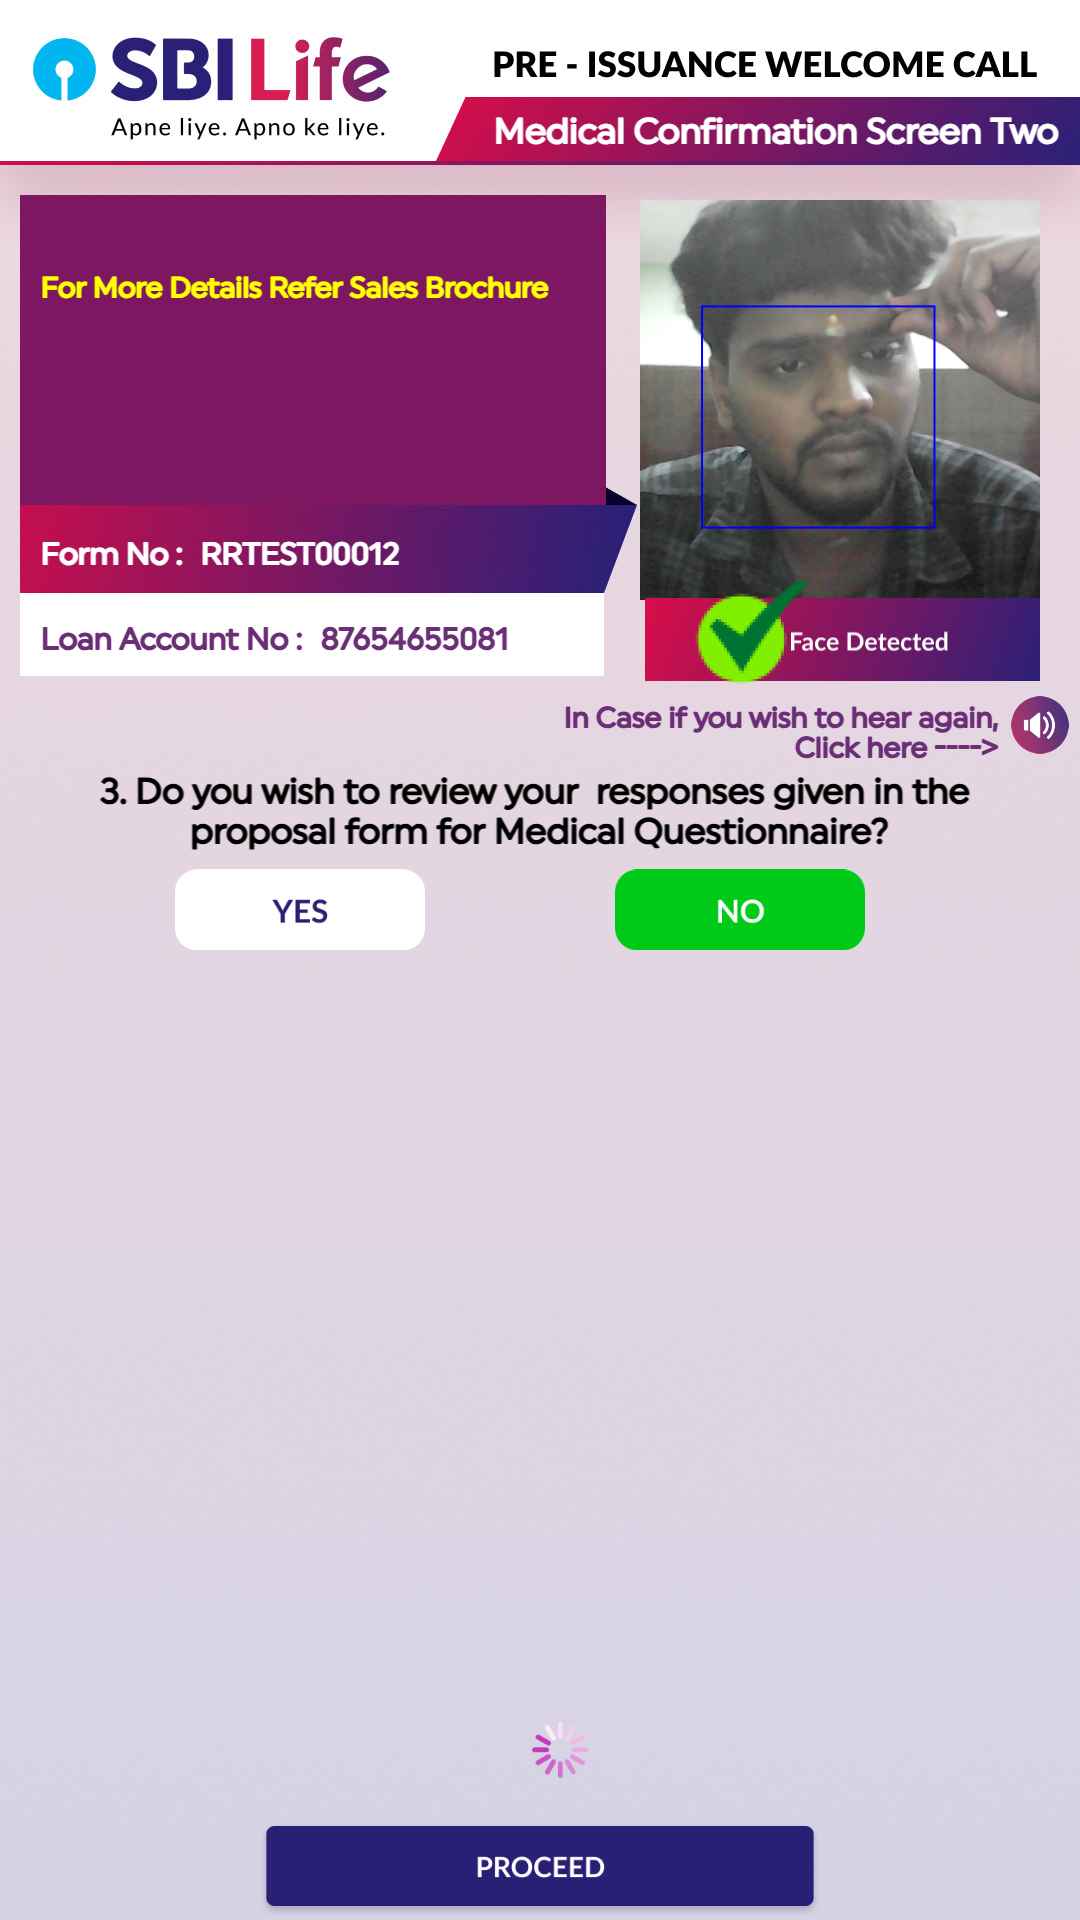 SBI Life
Apne liye. Apno ke liye.
PRE - ISSUANCE WELCOME CALL
Medical Confirmation Screen Two
For More Details Refer Sales Brochure
Form No : RRTEST00012
Loan Account No : 87654655081
Face Detected
In Case if you wish to hear again,
Click here ---->
3. Do you wish to review your responses given in the
proposal form for Medical Questionnaire?
YES
NO
PROCEED